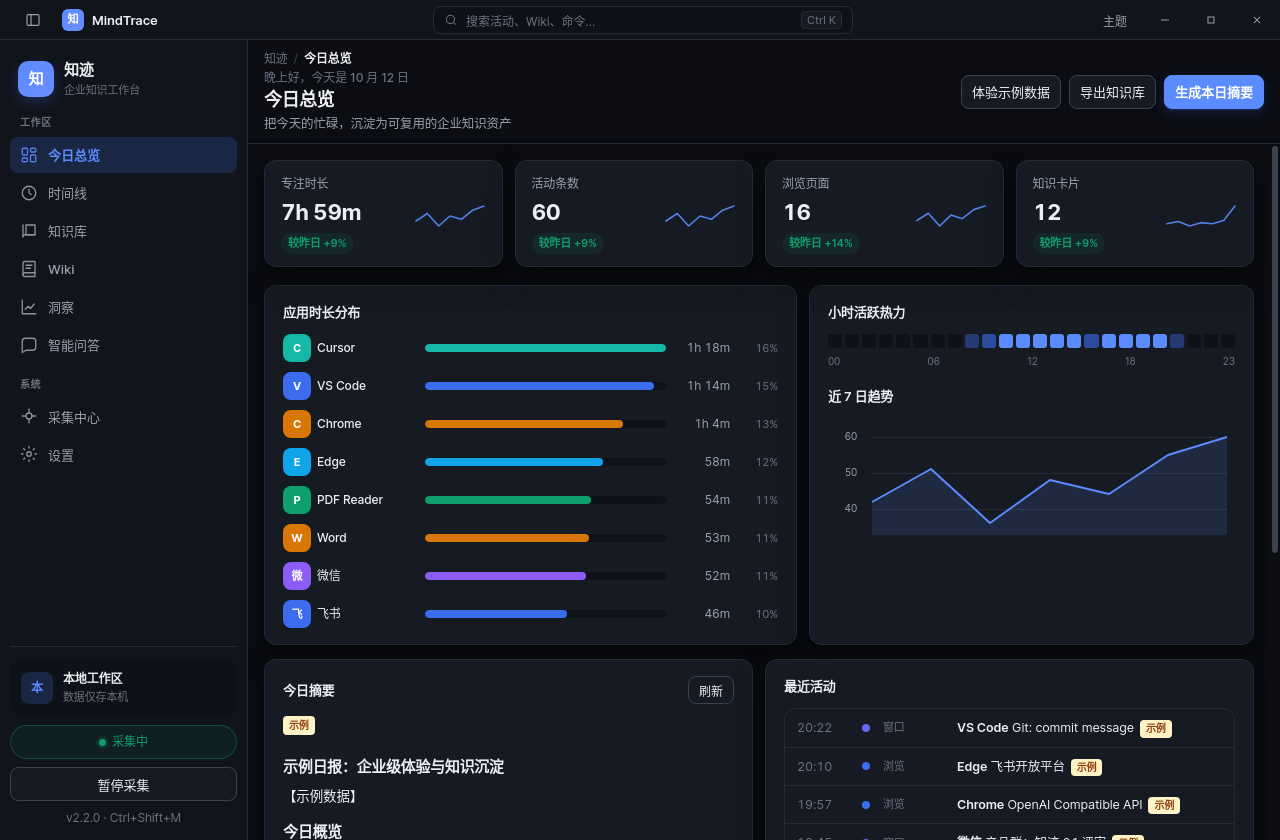 知 MindTrace
搜索活动、Wiki、命令... Ctrl K
主题
知 知迹
企业知识工作台
工作区
今日总览
时间线
知识库
Wiki
洞察
智能问答
系统
采集中心
设置
本 本地工作区
数据仅存本机
采集中
暂停采集
v2.2.0 · Ctrl+Shift+M
知迹 / 今日总览
晚上好，今天是 10 月 12 日
今日总览
把今天的忙碌，沉淀为可复用的企业知识资产
体验示例数据 导出知识库 生成本日摘要
专注时长
7h 59m
较昨日 +9%
活动条数
60
较昨日 +9%
浏览页面
16
较昨日 +14%
知识卡片
12
较昨日 +9%
应用时长分布
C Cursor 1h 18m 16%
V VS Code 1h 14m 15%
C Chrome 1h 4m 13%
E Edge 58m 12%
P PDF Reader 54m 11%
W Word 53m 11%
微 微信 52m 11%
飞 飞书 46m 10%
小时活跃热力
00 06 12 18 23
近 7 日趋势
60
50
40
今日摘要 刷新
示例
示例日报：企业级体验与知识沉淀
【示例数据】
今日概览
最近活动
20:22 窗口 VS Code Git: commit message 示例
20:10 浏览 Edge 飞书开放平台 示例
19:57 浏览 Chrome OpenAI Compatible API 示例